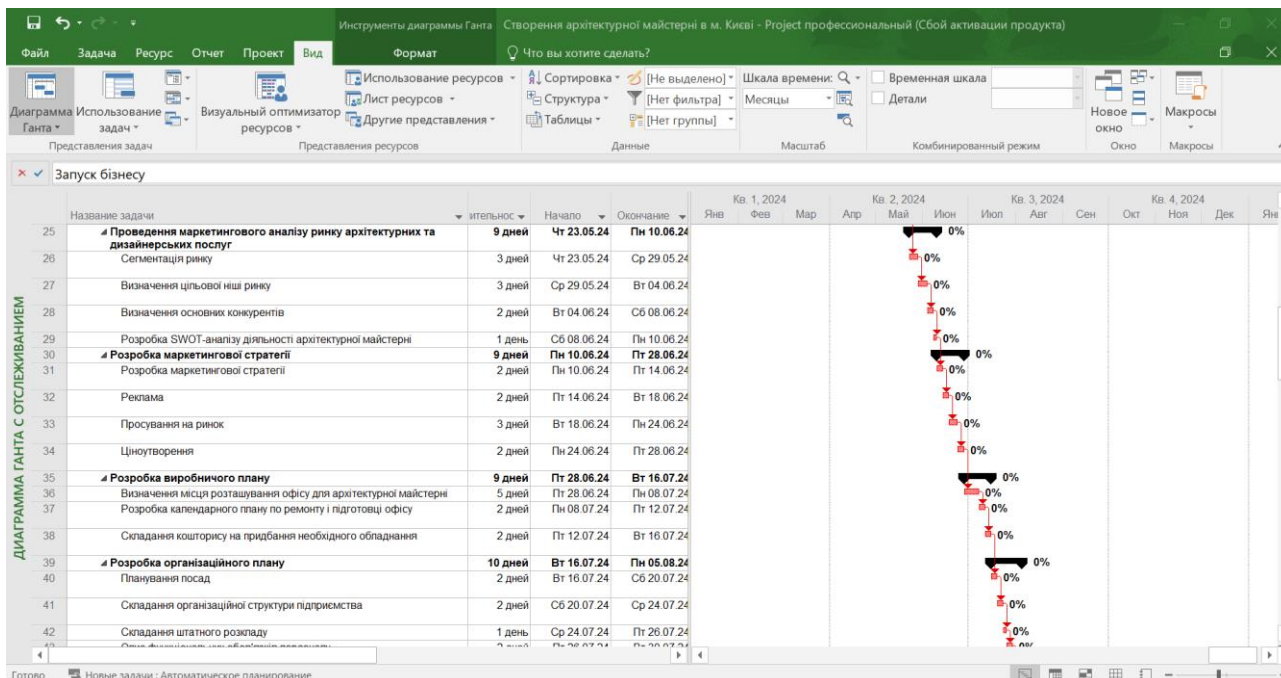 Инструменты диаграммы Ганта Створення архітектурної майстерні в м. Києві - Project профессиональный (Сбой активации продукта)
Файл Задача Ресурс Отчет Проект Вид Формат Что вы хотите сделать?
Использование ресурсов Сортировка [Не выделено] Шкала времени: Временная шкала
Лист ресурсов Структура [Нет фильтра] Месяцы Детали
Другие представления Таблицы [Нет группы]
Диаграмма Ганта Использование задач Визуальный оптимизатор ресурсов Новое окно Макросы
Представления задач Представления ресурсов Данные Масштаб Комбинированный режим Окно Макросы
Запуск бізнесу
Кв. 1, 2024 Кв. 2, 2024 Кв. 3, 2024 Кв. 4, 2024
Название задачи ительнос Начало Окончание Янв Фев Мар Апр Май Июн Июл Авг Сен Окт Ноя Дек Ян
25 Проведення маркетингового аналізу ринку архітектурних та 9 дней Чт 23.05.24 Пн 10.06.24 0%
дизайнерських послуг
26 Сегментація ринку 3 дней Чт 23.05.24 Ср 29.05.24 0%
27 Визначення цільової ніші ринку 3 дней Ср 29.05.24 Вт 04.06.24 0%
28 Визначення основних конкурентів 2 дней Вт 04.06.24 Сб 08.06.24 0%
29 Розробка SWOT-аналізу діяльності архітектурної майстерні 1 день Сб 08.06.24 Пн 10.06.24 0%
30 Розробка маркетингової стратегії 9 дней Пн 10.06.24 Пт 28.06.24 0%
31 Розробка маркетингової стратегії 2 дней Пн 10.06.24 Пт 14.06.24 0%
32 Реклама 2 дней Пт 14.06.24 Вт 18.06.24 0%
33 Просування на ринок 3 дней Вт 18.06.24 Пн 24.06.24 0%
34 Ціноутворення 2 дней Пн 24.06.24 Пт 28.06.24 0%
35 Розробка виробничого плану 9 дней Пт 28.06.24 Вт 16.07.24 0%
36 Визначення місця розташування офісу для архітектурної майстерні 5 дней Пт 28.06.24 Пн 08.07.24 0%
37 Розробка календарного плану по ремонту і підготовці офісу 2 дней Пн 08.07.24 Пт 12.07.24 0%
38 Складання кошторису на придбання необхідного обладнання 2 дней Пт 12.07.24 Вт 16.07.24 0%
39 Розробка організаційного плану 10 дней Вт 16.07.24 Пн 05.08.24 0%
40 Планування посад 2 дней Вт 16.07.24 Сб 20.07.24 0%
41 Складання організаційної структури підприємства 2 дней Сб 20.07.24 Ср 24.07.24 0%
42 Складання штатного розкладу 1 день Ср 24.07.24 Пт 26.07.24 0%
ДИАГРАММА ГАНТА С ОТСЛЕЖИВАНИЕМ
Готово Новые задачи : Автоматическое планирование